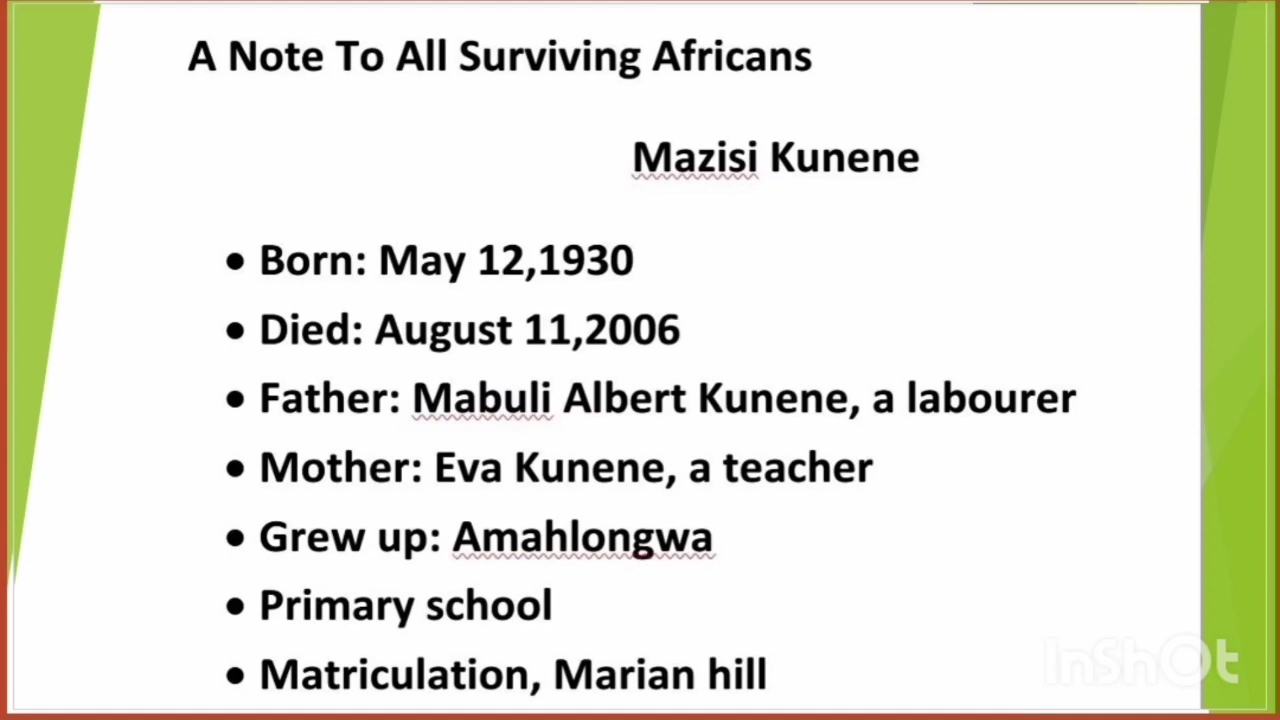 A Note To All Surviving Africans
Mazisi Kunene
• Born: May 12,1930
• Died: August 11,2006
• Father: Mabuli Albert Kunene, a labourer
• Mother: Eva Kunene, a teacher
• Grew up: Amahlongwa
• Primary school
• Matriculation, Marian hill
InShOt